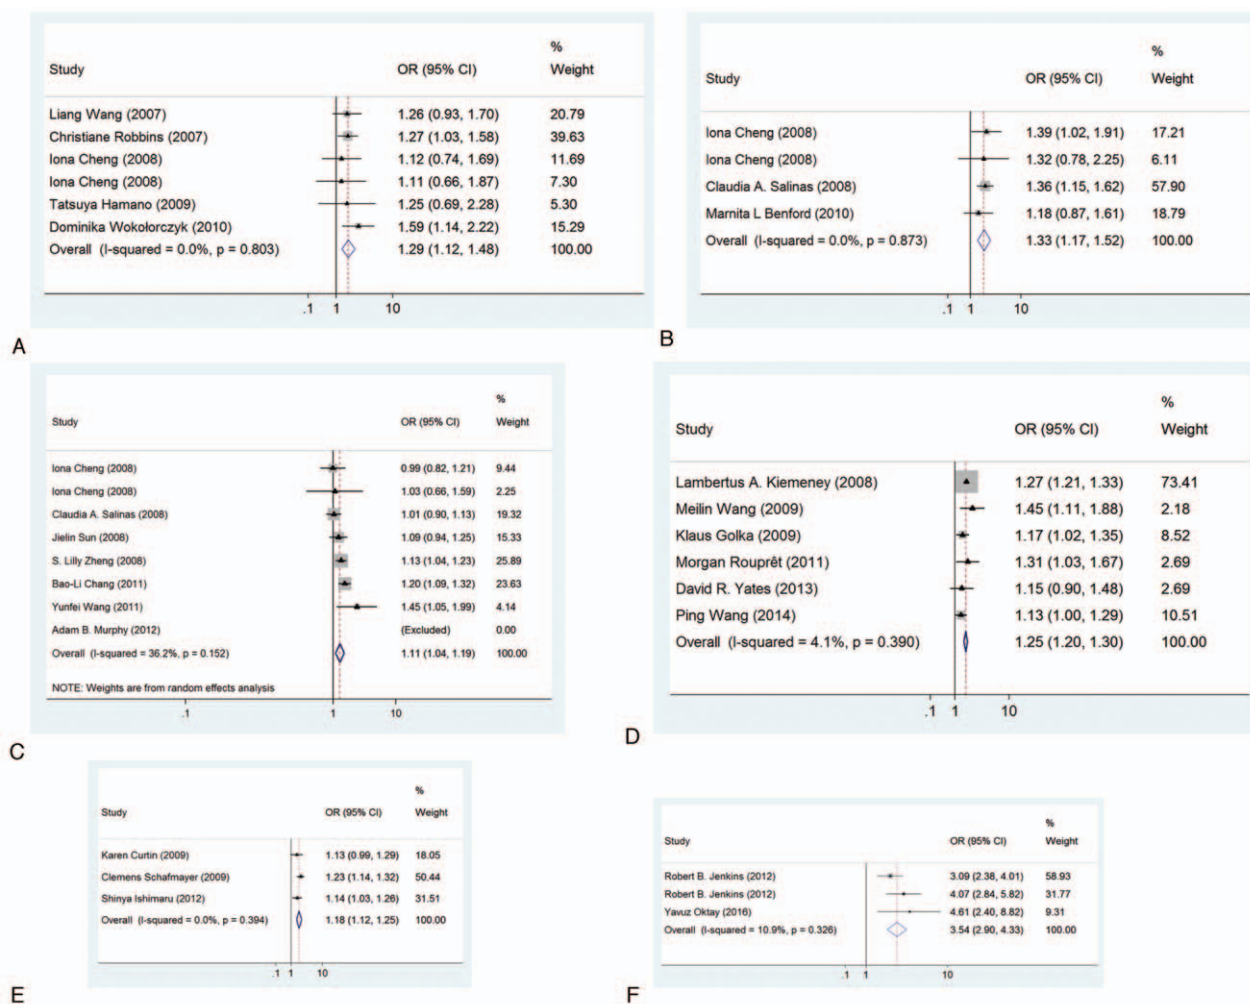 %
Study OR (95% CI) Weight
Liang Wang (2007) 1.26 (0.93, 1.70) 20.79
Christiane Robbins (2007) 1.27 (1.03, 1.58) 39.63
Iona Cheng (2008) 1.12 (0.74, 1.69) 11.69
Iona Cheng (2008) 1.11 (0.66, 1.87) 7.30
Tatsuya Hamano (2009) 1.25 (0.69, 2.28) 5.30
Dominika Wokołorczyk (2010) 1.59 (1.14, 2.22) 15.29
Overall (I-squared = 0.0%, p = 0.803) 1.29 (1.12, 1.48) 100.00
.1 1 10
A
%
Study OR (95% CI) Weight
Iona Cheng (2008) 1.39 (1.02, 1.91) 17.21
Iona Cheng (2008) 1.32 (0.78, 2.25) 6.11
Claudia A. Salinas (2008) 1.36 (1.15, 1.62) 57.90
Marnita L Benford (2010) 1.18 (0.87, 1.61) 18.79
Overall (I-squared = 0.0%, p = 0.873) 1.33 (1.17, 1.52) 100.00
.1 1 10
B
%
Study OR (95% CI) Weight
Iona Cheng (2008) 0.99 (0.82, 1.21) 9.44
Iona Cheng (2008) 1.03 (0.66, 1.59) 2.25
Claudia A. Salinas (2008) 1.01 (0.90, 1.13) 19.32
Jielin Sun (2008) 1.09 (0.94, 1.25) 15.33
S. Lilly Zheng (2008) 1.13 (1.04, 1.23) 25.89
Bao-Li Chang (2011) 1.20 (1.09, 1.32) 23.63
Yunfei Wang (2011) 1.45 (1.05, 1.99) 4.14
Adam B. Murphy (2012) (Excluded) 0.00
Overall (I-squared = 36.2%, p = 0.152) 1.11 (1.04, 1.19) 100.00
NOTE: Weights are from random effects analysis
.1 1 10
C
%
Study OR (95% CI) Weight
Lambertus A. Kiemeney (2008) 1.27 (1.21, 1.33) 73.41
Meilin Wang (2009) 1.45 (1.11, 1.88) 2.18
Klaus Golka (2009) 1.17 (1.02, 1.35) 8.52
Morgan Rouprêt (2011) 1.31 (1.03, 1.67) 2.69
David R. Yates (2013) 1.15 (0.90, 1.48) 2.69
Ping Wang (2014) 1.13 (1.00, 1.29) 10.51
Overall (I-squared = 4.1%, p = 0.390) 1.25 (1.20, 1.30) 100.00
.1 1 10
D
%
Study OR (95% CI) Weight
Karen Curtin (2009) 1.13 (0.99, 1.29) 18.05
Clemens Schafmayer (2009) 1.23 (1.14, 1.32) 50.44
Shinya Ishimaru (2012) 1.14 (1.03, 1.26) 31.51
Overall (I-squared = 0.0%, p = 0.394) 1.18 (1.12, 1.25) 100.00
.1 1 10
E
%
Study OR (95% CI) Weight
Robert B. Jenkins (2012) 3.09 (2.38, 4.01) 58.93
Robert B. Jenkins (2012) 4.07 (2.84, 5.82) 31.77
Yavuz Oktay (2016) 4.61 (2.40, 8.82) 9.31
Overall (I-squared = 10.9%, p = 0.326) 3.54 (2.90, 4.33) 100.00
.1 1 10
F